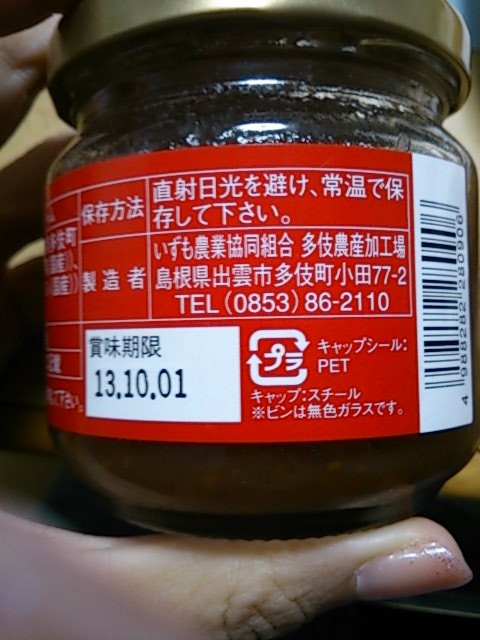 保存方法
直射日光を避け、常温で保
存して下さい。
製造者
いずも農業協同組合 多伎農産加工場
島根県出雲市多伎町小田77-2
TEL(0853)86-2110
賞味期限
13.10.01
プラ
キャップシール:
PET
キャップ:スチール
※ビンは無色ガラスです。
4 988282 280906